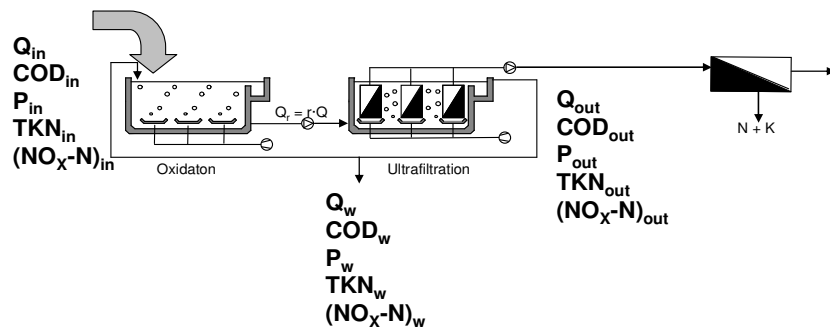 Q_in
COD_in
P_in
TKN_in
(NO_X-N)_in
Q_r = r·Q
Oxidaton
Ultrafiltration
Q_out
COD_out
P_out
TKN_out
(NO_X-N)_out
N + K
Q_w
COD_w
P_w
TKN_w
(NO_X-N)_w